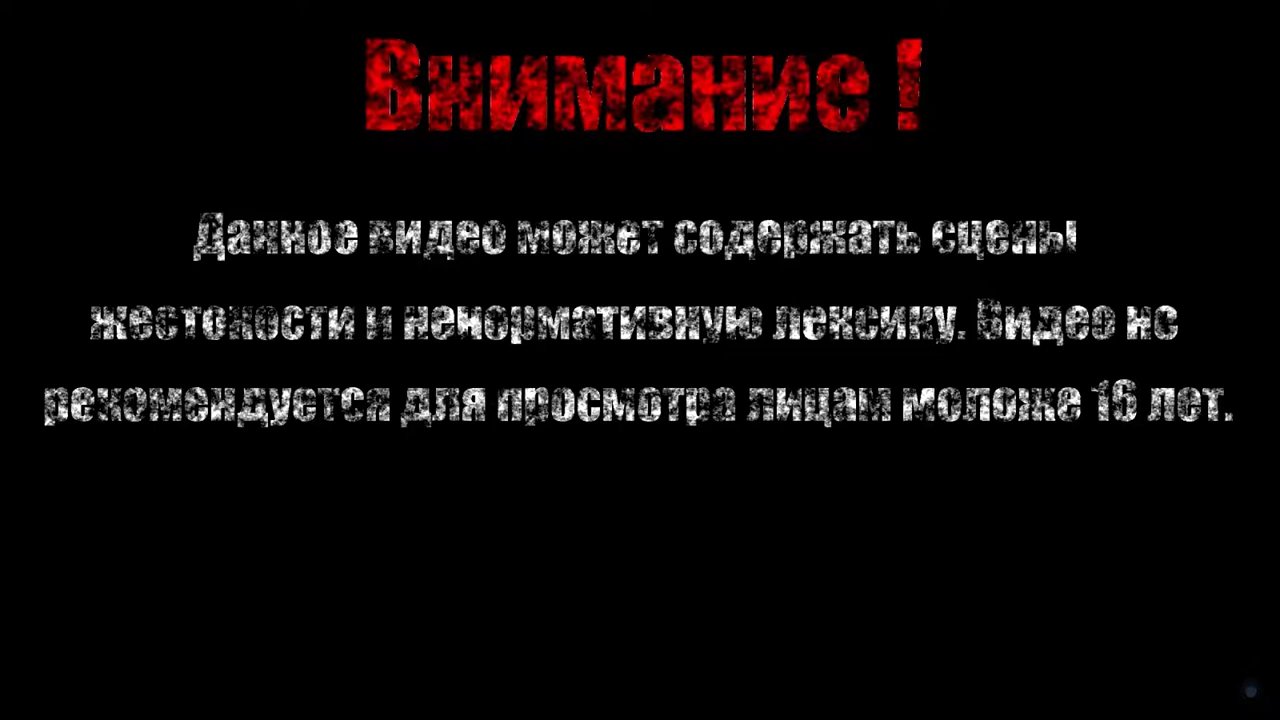 Внимание !
Данное видео может содержать сцены
жестокости и ненормативную лексику. Видео не
рекомендуется для просмотра лицам моложе 16 лет.